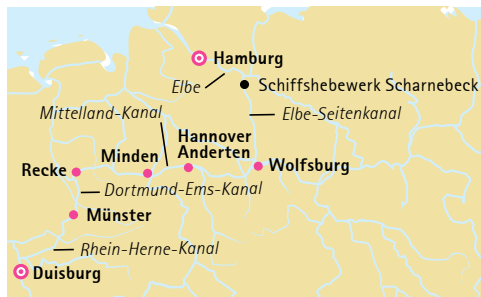 Hamburg
Elbe
Schiffshebewerk Scharnebeck
Mittelland-Kanal
Elbe-Seitenkanal
Hannover
Anderten
Minden
Wolfsburg
Recke
Dortmund-Ems-Kanal
Münster
Rhein-Herne-Kanal
Duisburg